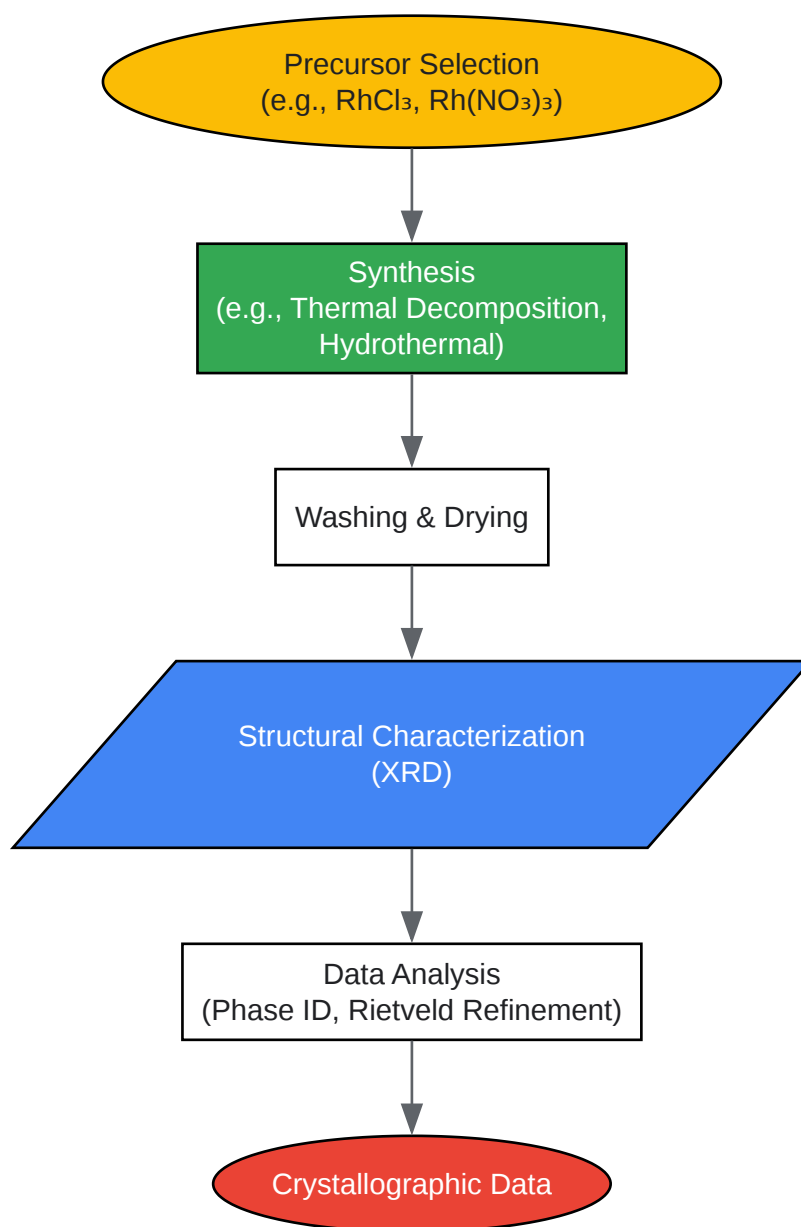 Precursor Selection
(e.g., RhCl₃, Rh(NO₃)₃)
Synthesis
(e.g., Thermal Decomposition,
Hydrothermal)
Washing & Drying
Structural Characterization
(XRD)
Data Analysis
(Phase ID, Rietveld Refinement)
Crystallographic Data